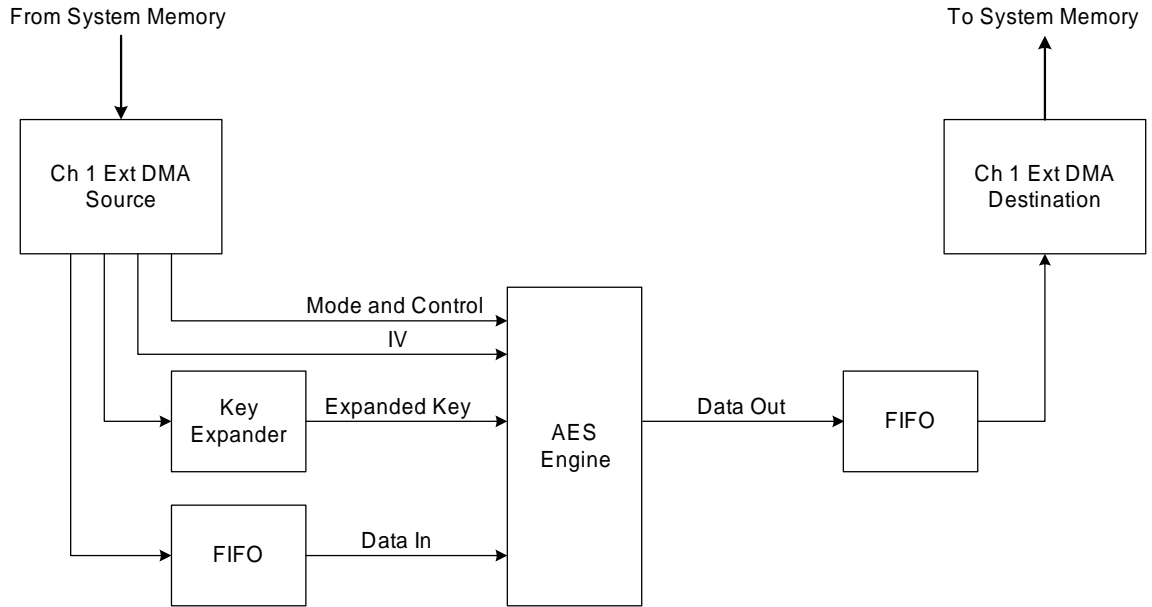 From System Memory
To System Memory
Ch 1 Ext DMA
Source
Ch 1 Ext DMA
Destination
Mode and Control
IV
Key
Expander
Expanded Key
AES
Engine
Data Out
FIFO
FIFO
Data In